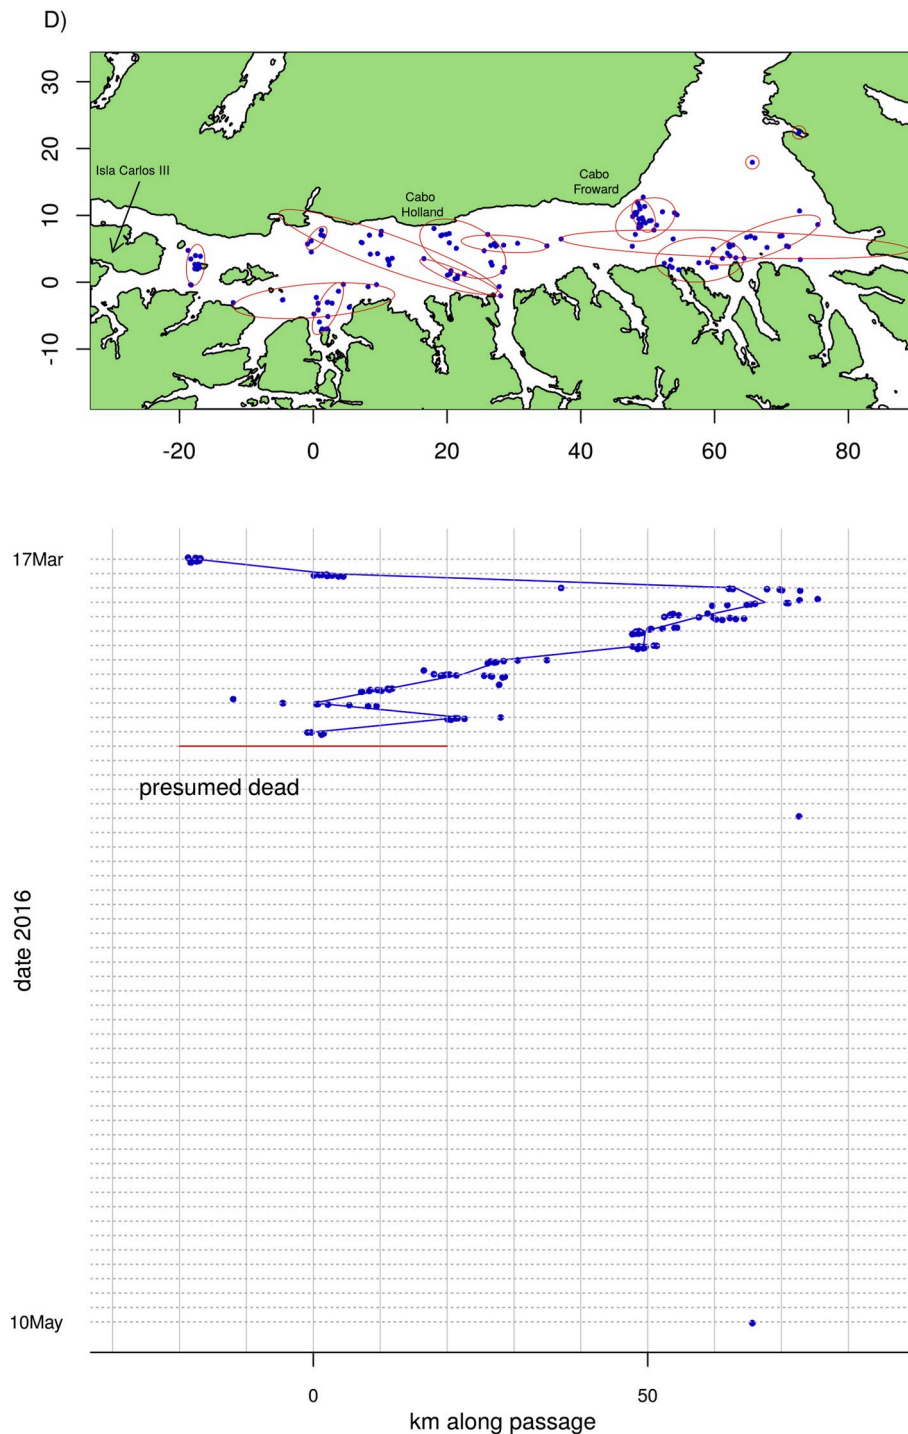 D)
30
20
10
0
-10
Isla Carlos III
Cabo
Holland
Cabo
Froward
-20 0 20 40 60 80
17Mar
presumed dead
date 2016
10May
0 50
km along passage